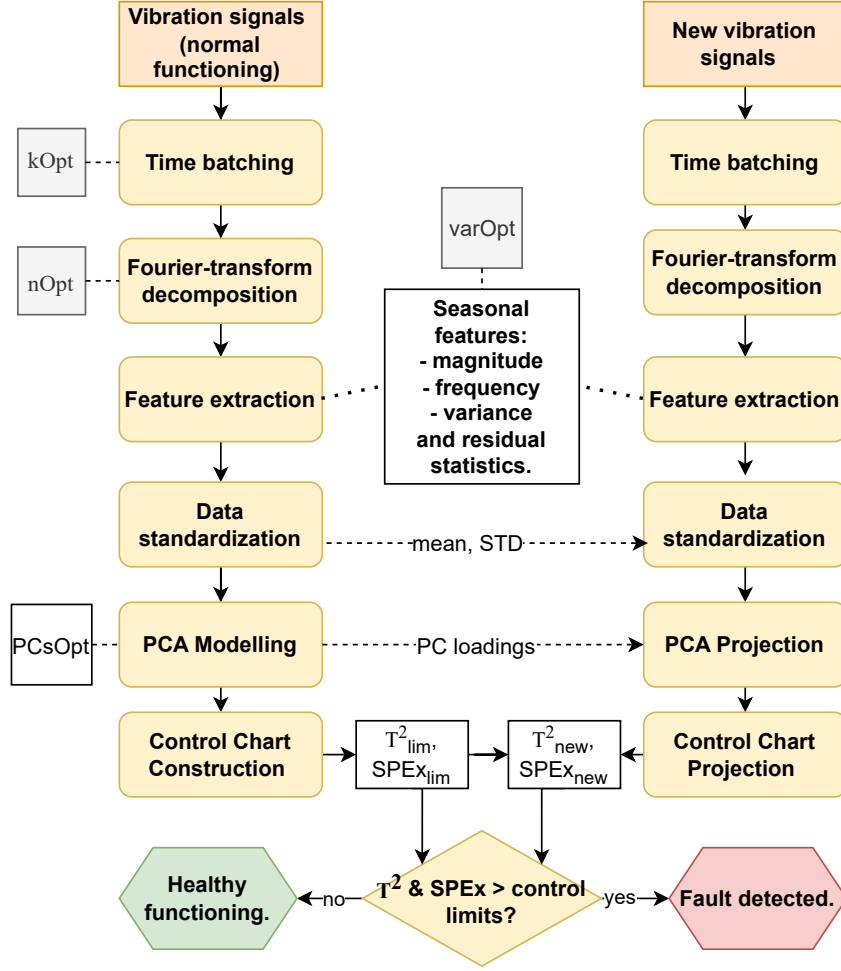 Vibration signals
(normal
functioning)
New vibration
signals
kOpt
Time batching
Time batching
varOpt
nOpt
Fourier-transform
decomposition
Fourier-transform
decomposition
Seasonal
features:
- magnitude
- frequency
- variance
and residual
statistics.
Feature extraction
Feature extraction
Data
standardization
mean, STD
Data
standardization
PCsOpt
PCA Modelling
PC loadings
PCA Projection
Control Chart
Construction
T²lim,
SPExlim
T²new,
SPExnew
Control Chart
Projection
Healthy
functioning.
no
T² & SPEx > control
limits?
yes
Fault detected.